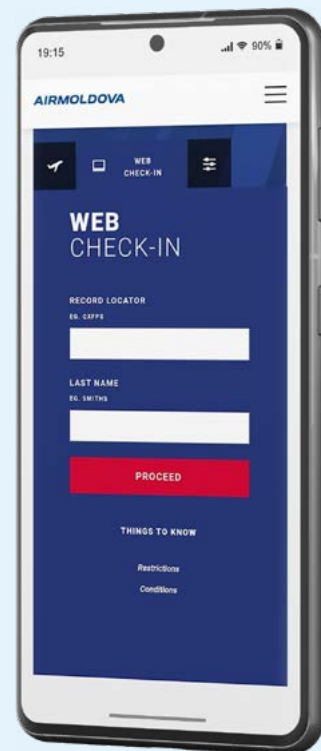 19:15
90%
AIRMOLDOVA
WEB
CHECK-IN
WEB
CHECK-IN
RECORD LOCATOR
EG. CXFPS
LAST NAME
EG. SMITHS
PROCEED
THINGS TO KNOW
Restrictions
Conditions